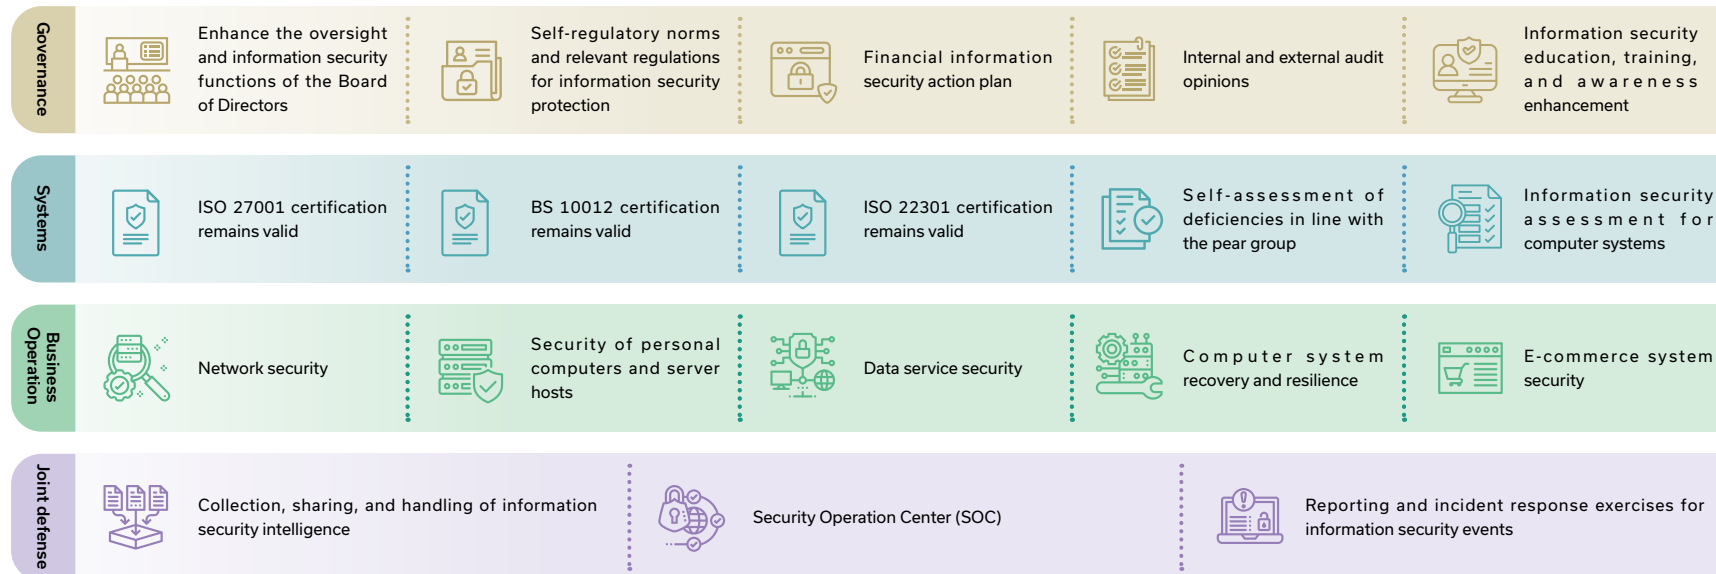 Governance
Enhance the oversight
and information security
functions of the Board
of Directors
Self-regulatory norms
and relevant regulations
for information security
protection
Financial information
security action plan
Internal and external audit
opinions
Information security
education, training,
and awareness
enhancement
Systems
ISO 27001 certification
remains valid
BS 10012 certification
remains valid
ISO 22301 certification
remains valid
Self-assessment of
deficiencies in line with
the pear group
Information security
assessment for
computer systems
Business
Operation
Network security
Security of personal
computers and server
hosts
Data service security
Computer system
recovery and resilience
E-commerce system
security
Joint defense
Collection, sharing, and handling of information
security intelligence
Security Operation Center (SOC)
Reporting and incident response exercises for
information security events